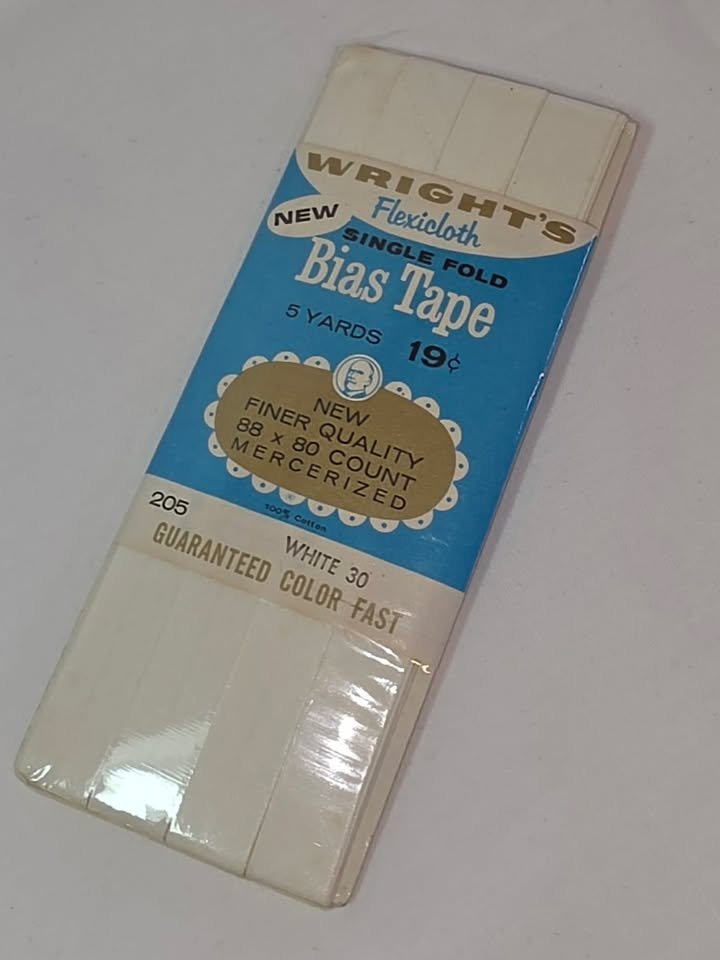 WRIGHT'S
Flexicloth
NEW
SINGLE FOLD
Bias Tape
5 YARDS 19¢
NEW
FINER QUALITY
88 x 80 COUNT
MERCERIZED
100% Cotton
205
WHITE 30
GUARANTEED COLOR FAST